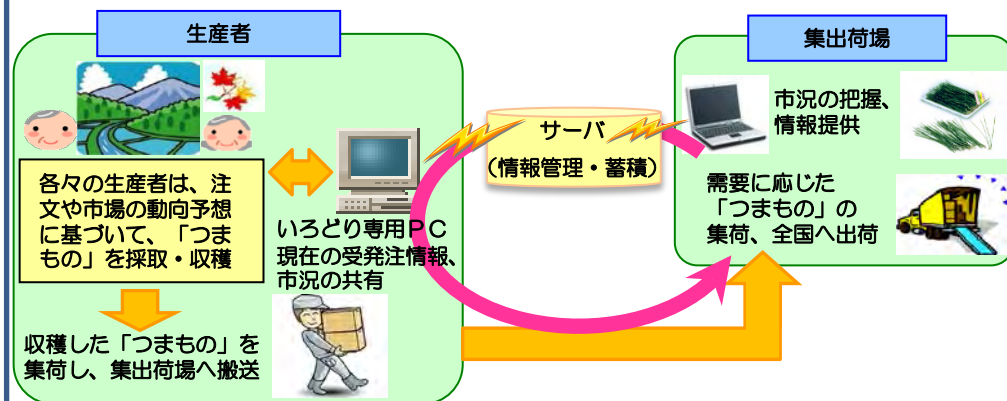 生産者
各々の生産者は、注
文や市場の動向予想
に基づいて、「つま
もの」を採取・収穫
収穫した「つまもの」を
集荷し、集出荷場へ搬送
いろどり専用ＰＣ
現在の受発注情報、
市況の共有
サーバ
（情報管理・蓄積）
集出荷場
市況の把握、
情報提供
需要に応じた
「つまもの」の
集荷、全国へ出荷